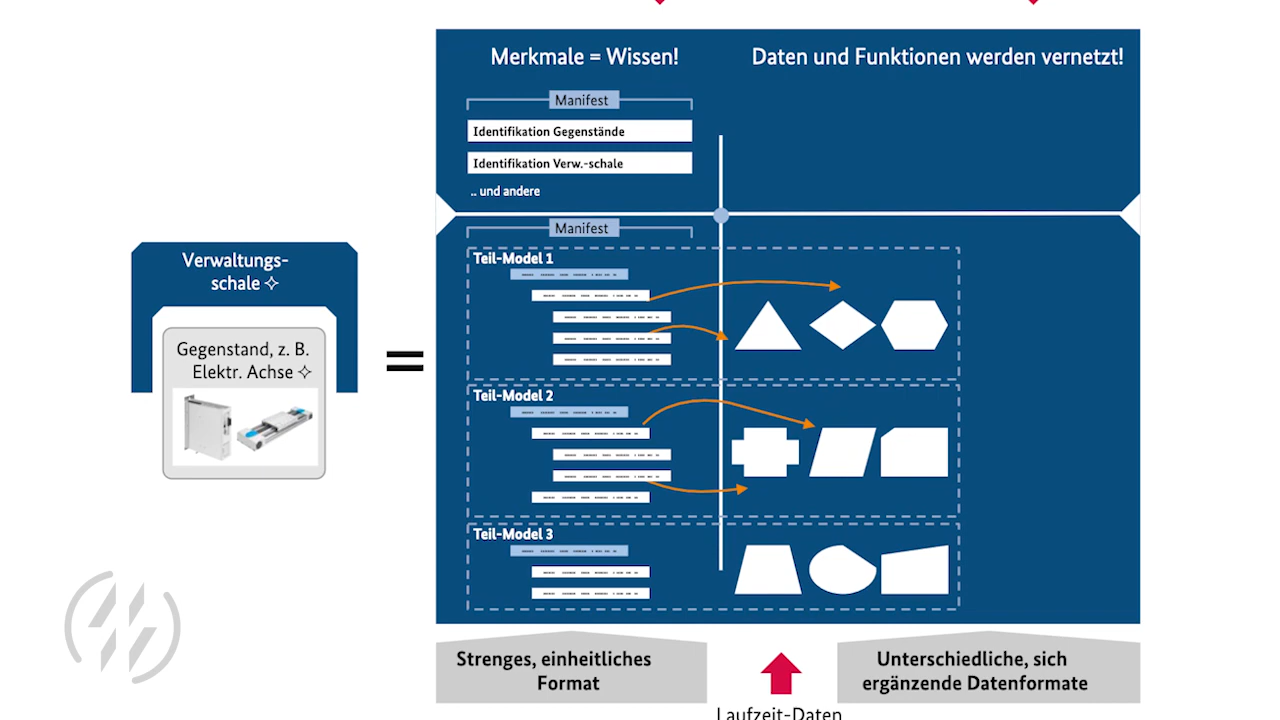 Merkmale = Wissen!
Daten und Funktionen werden vernetzt!
Manifest
Identifikation Gegenstände
Identifikation Verw.-schale
.. und andere
Manifest
Teil-Model 1
Teil-Model 2
Teil-Model 3
Verwaltungs-
schale
Gegenstand, z. B.
Elektr. Achse
=
Strenges, einheitliches
Format
Laufzeit-Daten
Unterschiedliche, sich
ergänzende Datenformate